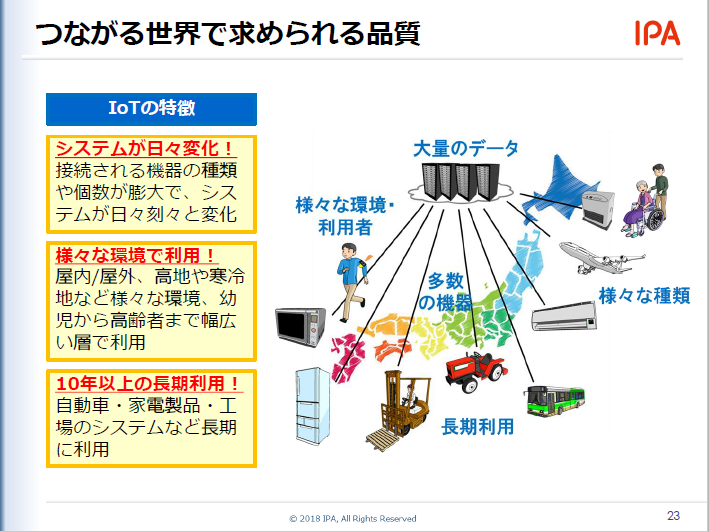 つながる世界で求められる品質
IPA
IoTの特徴
システムが日々変化！
接続される機器の種類
や個数が膨大で、シス
テムが日々刻々と変化
様々な環境で利用！
屋内/屋外、高地や寒冷
地など様々な環境、幼
児から高齢者まで幅広
い層で利用
10年以上の長期利用！
自動車・家電製品・工
場のシステムなど長期
に利用
大量のデータ
様々な環境・
利用者
多数
の機器
様々な種類
長期利用
© 2018 IPA, All Rights Reserved
23